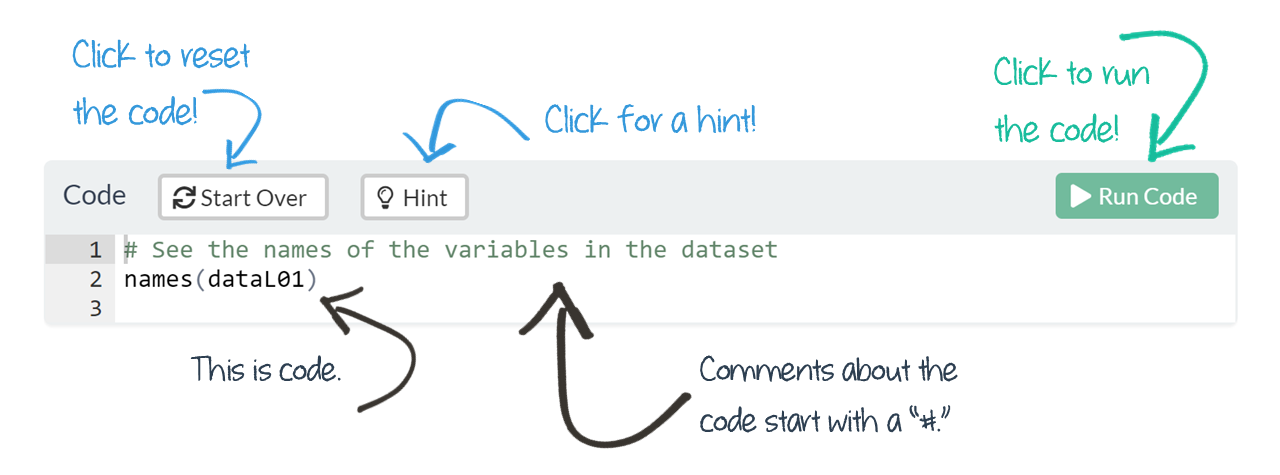 Click to reset
the code!
Click for a hint!
Click to run
the code!
Code
Start Over
Hint
Run Code
1 # See the names of the variables in the dataset
2 names(dataL01)
3
This is code.
Comments about the
code start with a "#."